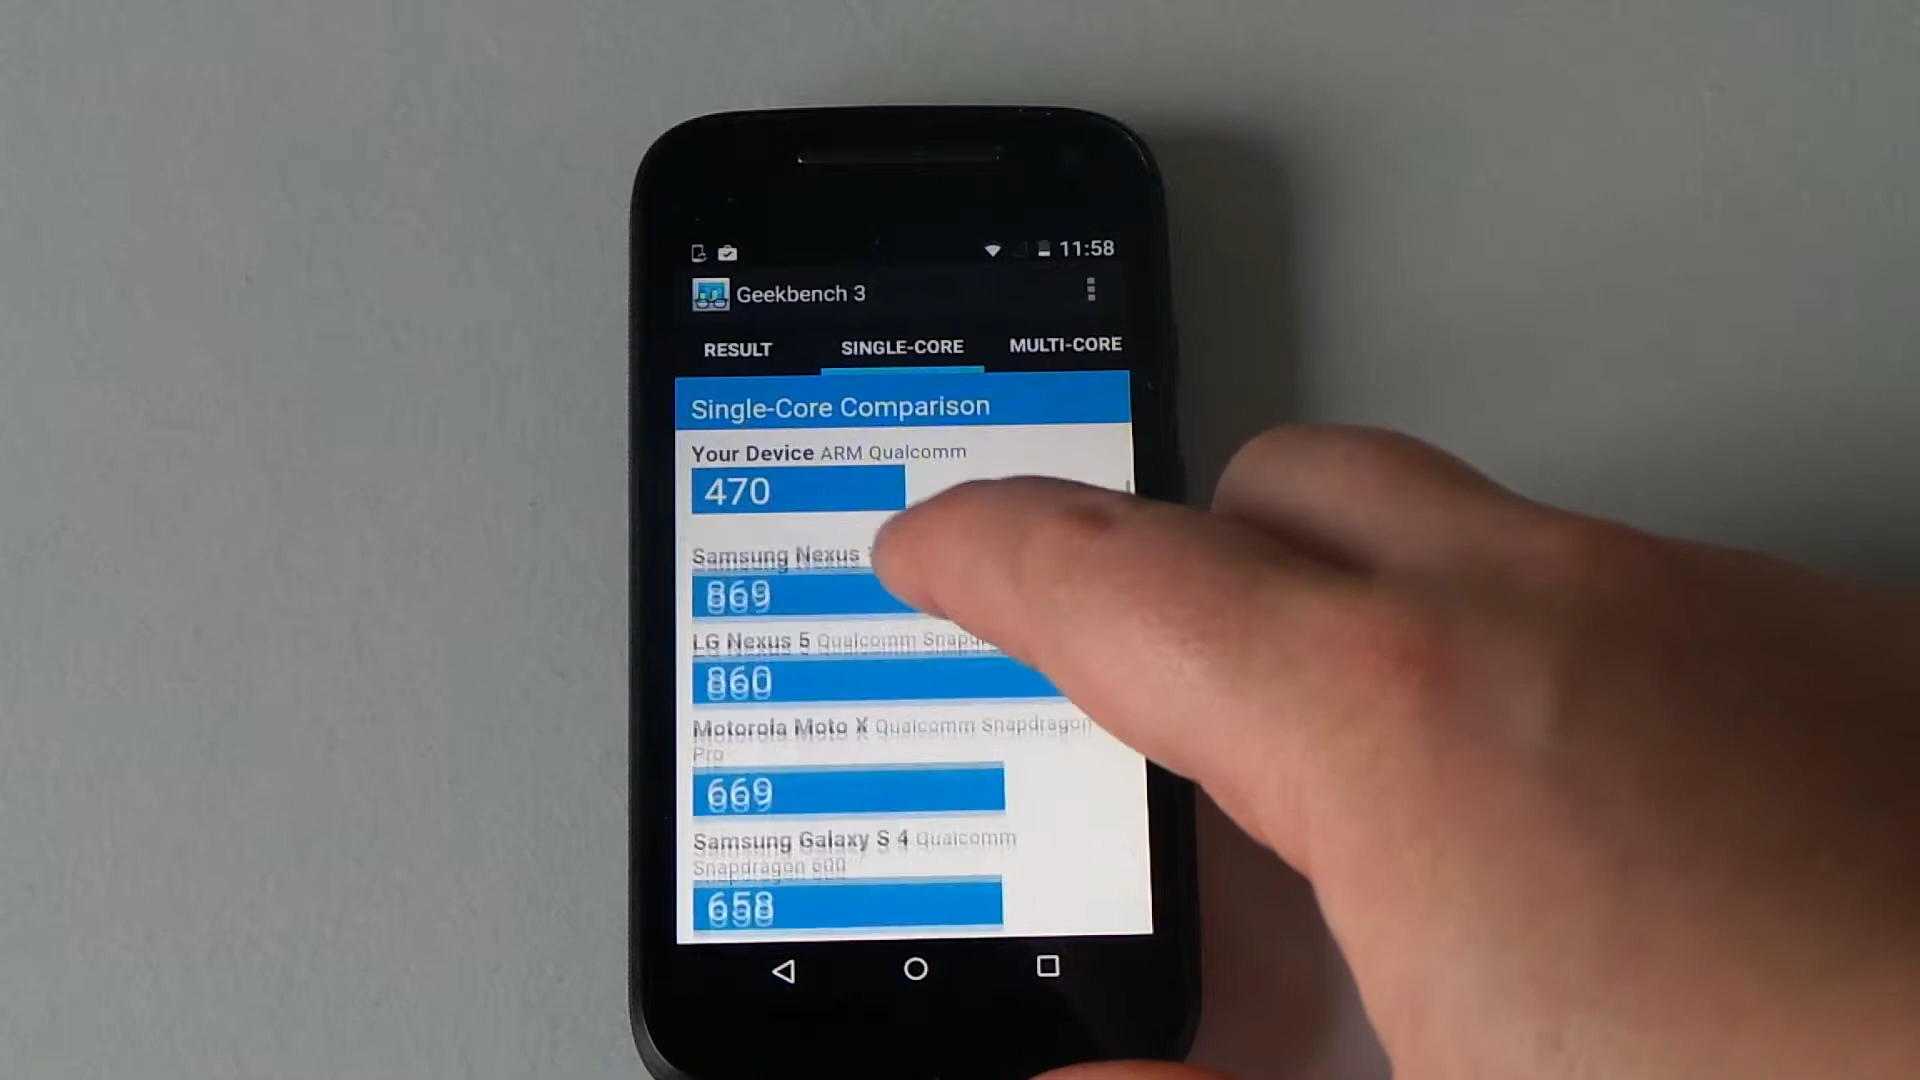 11:58
Geekbench 3
RESULT SINGLE-CORE MULTI-CORE
Single-Core Comparison
Your Device ARM Qualcomm
470
Samsung Nexus
869
LG Nexus 5 Qualcomm
860
Motorola Moto X Qualcomm Snapdragon
Pro
669
Samsung Galaxy S 4 Qualcomm
Snapdragon 600
658